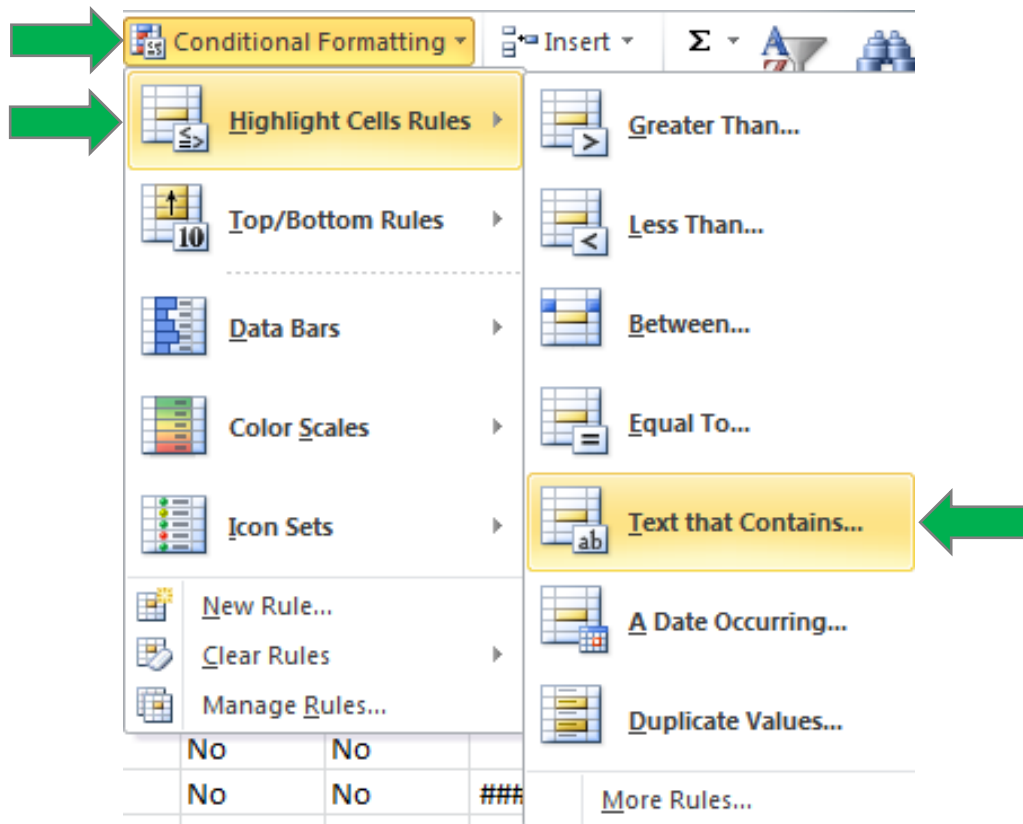 Conditional Formatting Insert Σ
Highlight Cells Rules
Top/Bottom Rules
10
Data Bars
Color Scales
Icon Sets
New Rule...
Clear Rules
Manage Rules...
Greater Than...
>
Less Than...
<
Between...
Equal To...
=
Text that Contains...
ab
A Date Occurring...
Duplicate Values...
More Rules...
No No
No No ###